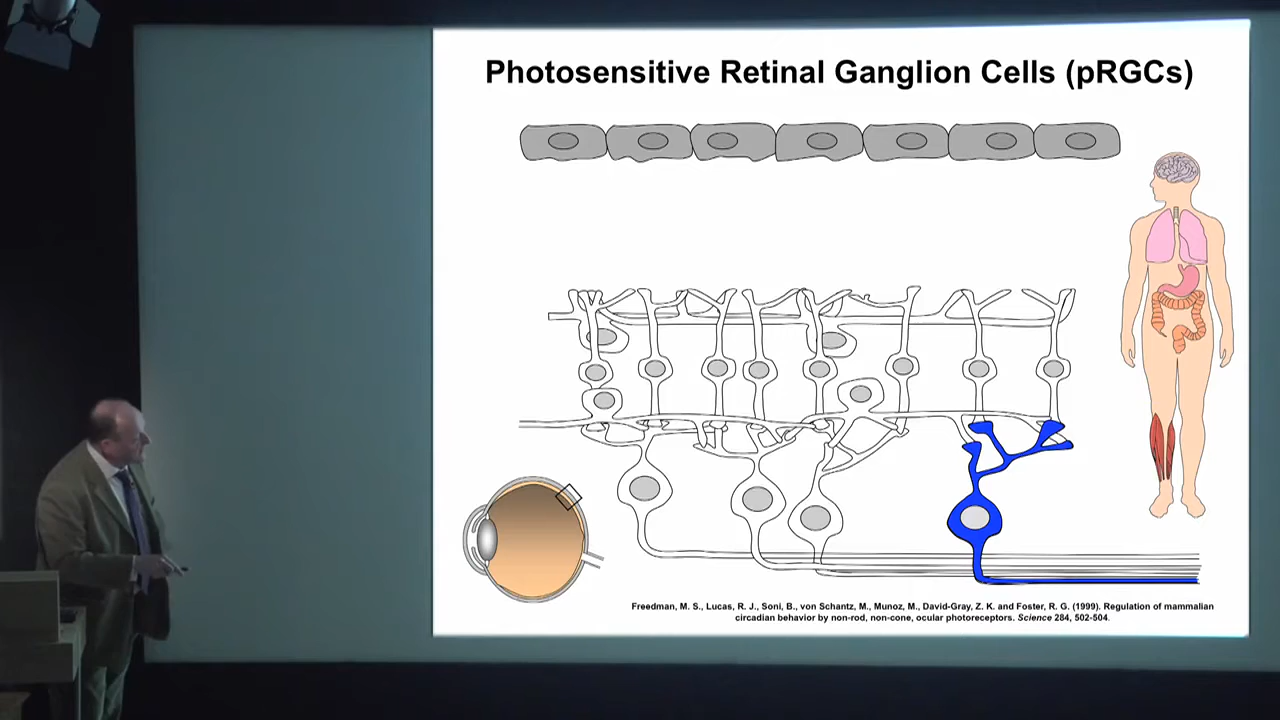 Photosensitive Retinal Ganglion Cells (pRGCs)
Freedman, M. S., Lucas, R. J., Soni, B., von Schantz, M., Munoz, M., David-Gray, Z. K. and Foster, R. G. (1999). Regulation of mammalian
circadian behavior by non-rod, non-cone, ocular photoreceptors. Science 284, 502-504.